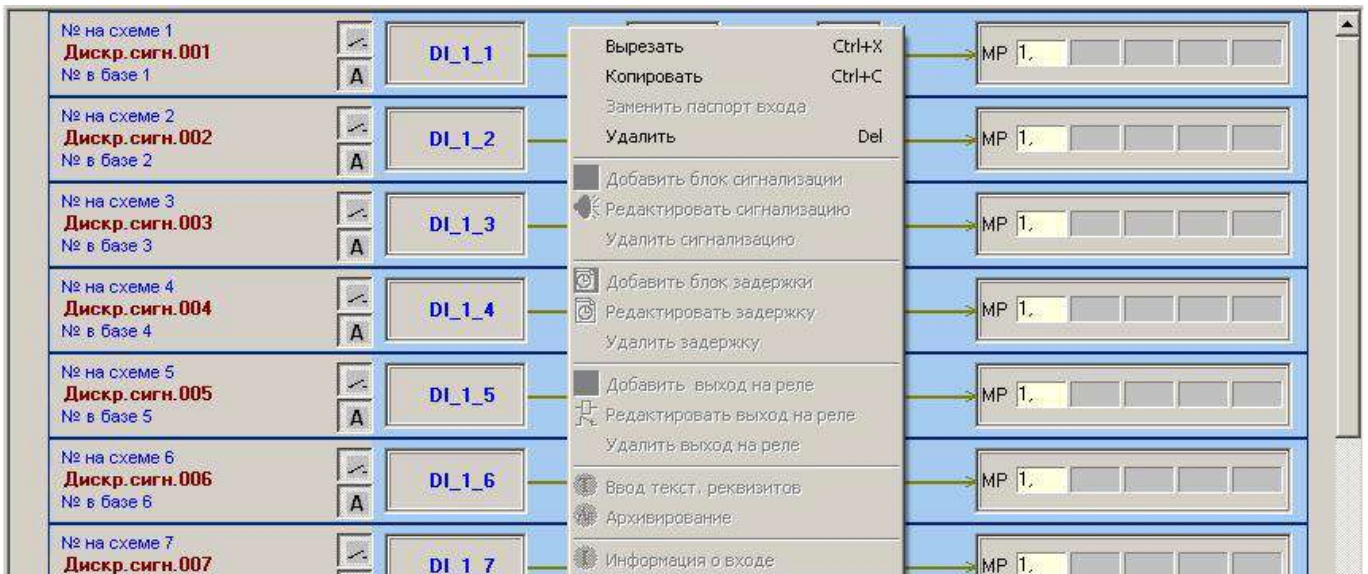 № на схеме 1
Дискр.сигн.001
№ в базе 1
A
DI_1_1
MP 1,
№ на схеме 2
Дискр.сигн.002
№ в базе 2
A
DI_1_2
MP 1,
№ на схеме 3
Дискр.сигн.003
№ в базе 3
A
DI_1_3
MP 1,
№ на схеме 4
Дискр.сигн.004
№ в базе 4
A
DI_1_4
MP 1,
№ на схеме 5
Дискр.сигн.005
№ в базе 5
A
DI_1_5
MP 1,
№ на схеме 6
Дискр.сигн.006
№ в базе 6
A
DI_1_6
MP 1,
№ на схеме 7
Дискр.сигн.007
DI_1_7
MP 1,
Вырезать Ctrl+X
Копировать Ctrl+C
Заменить паспорт входа
Удалить Del
Добавить блок сигнализации
Редактировать сигнализацию
Удалить сигнализацию
Добавить блок задержки
Редактировать задержку
Удалить задержку
Добавить выход на реле
Редактировать выход на реле
Удалить выход на реле
Ввод текст. реквизитов
Архивирование
Информация о входе